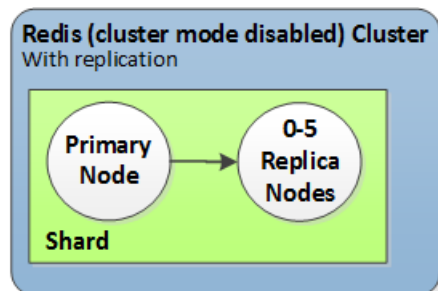 Redis (cluster mode disabled) Cluster
With replication
Primary
Node
0-5
Replica
Nodes
Shard